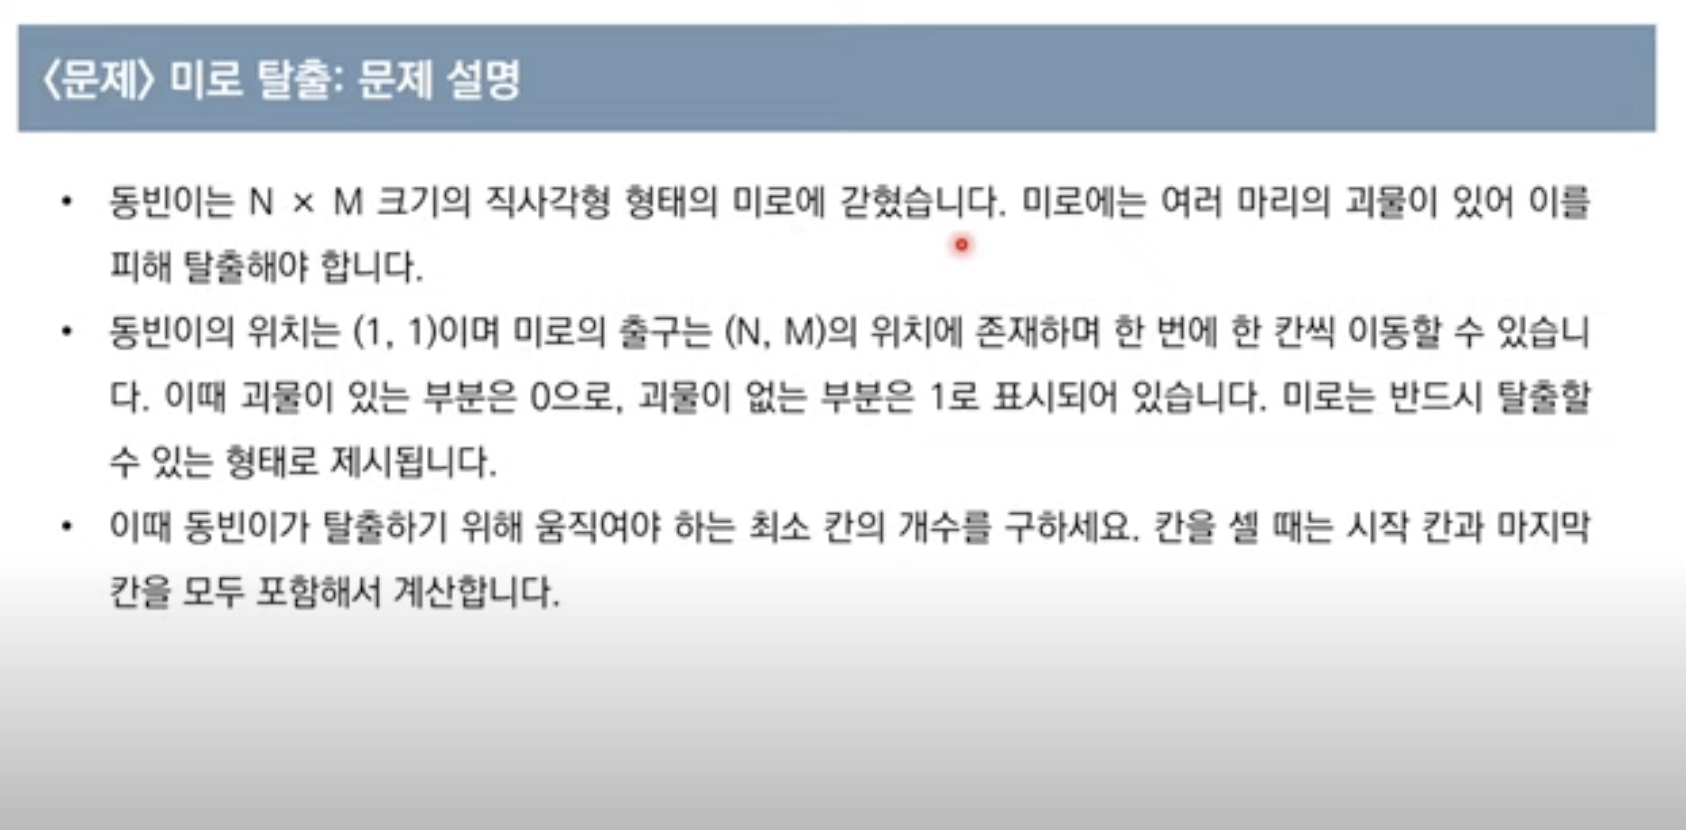 <문제> 미로 탈출: 문제 설명
• 동빈이는 N × M 크기의 직사각형 형태의 미로에 갇혔습니다. 미로에는 여러 마리의 괴물이 있어 이를
피해 탈출해야 합니다.
• 동빈이의 위치는 (1, 1)이며 미로의 출구는 (N, M)의 위치에 존재하며 한 번에 한 칸씩 이동할 수 있습니
다. 이때 괴물이 있는 부분은 0으로, 괴물이 없는 부분은 1로 표시되어 있습니다. 미로는 반드시 탈출할
수 있는 형태로 제시됩니다.
• 이때 동빈이가 탈출하기 위해 움직여야 하는 최소 칸의 개수를 구하세요. 칸을 셀 때는 시작 칸과 마지막
칸을 모두 포함해서 계산합니다.